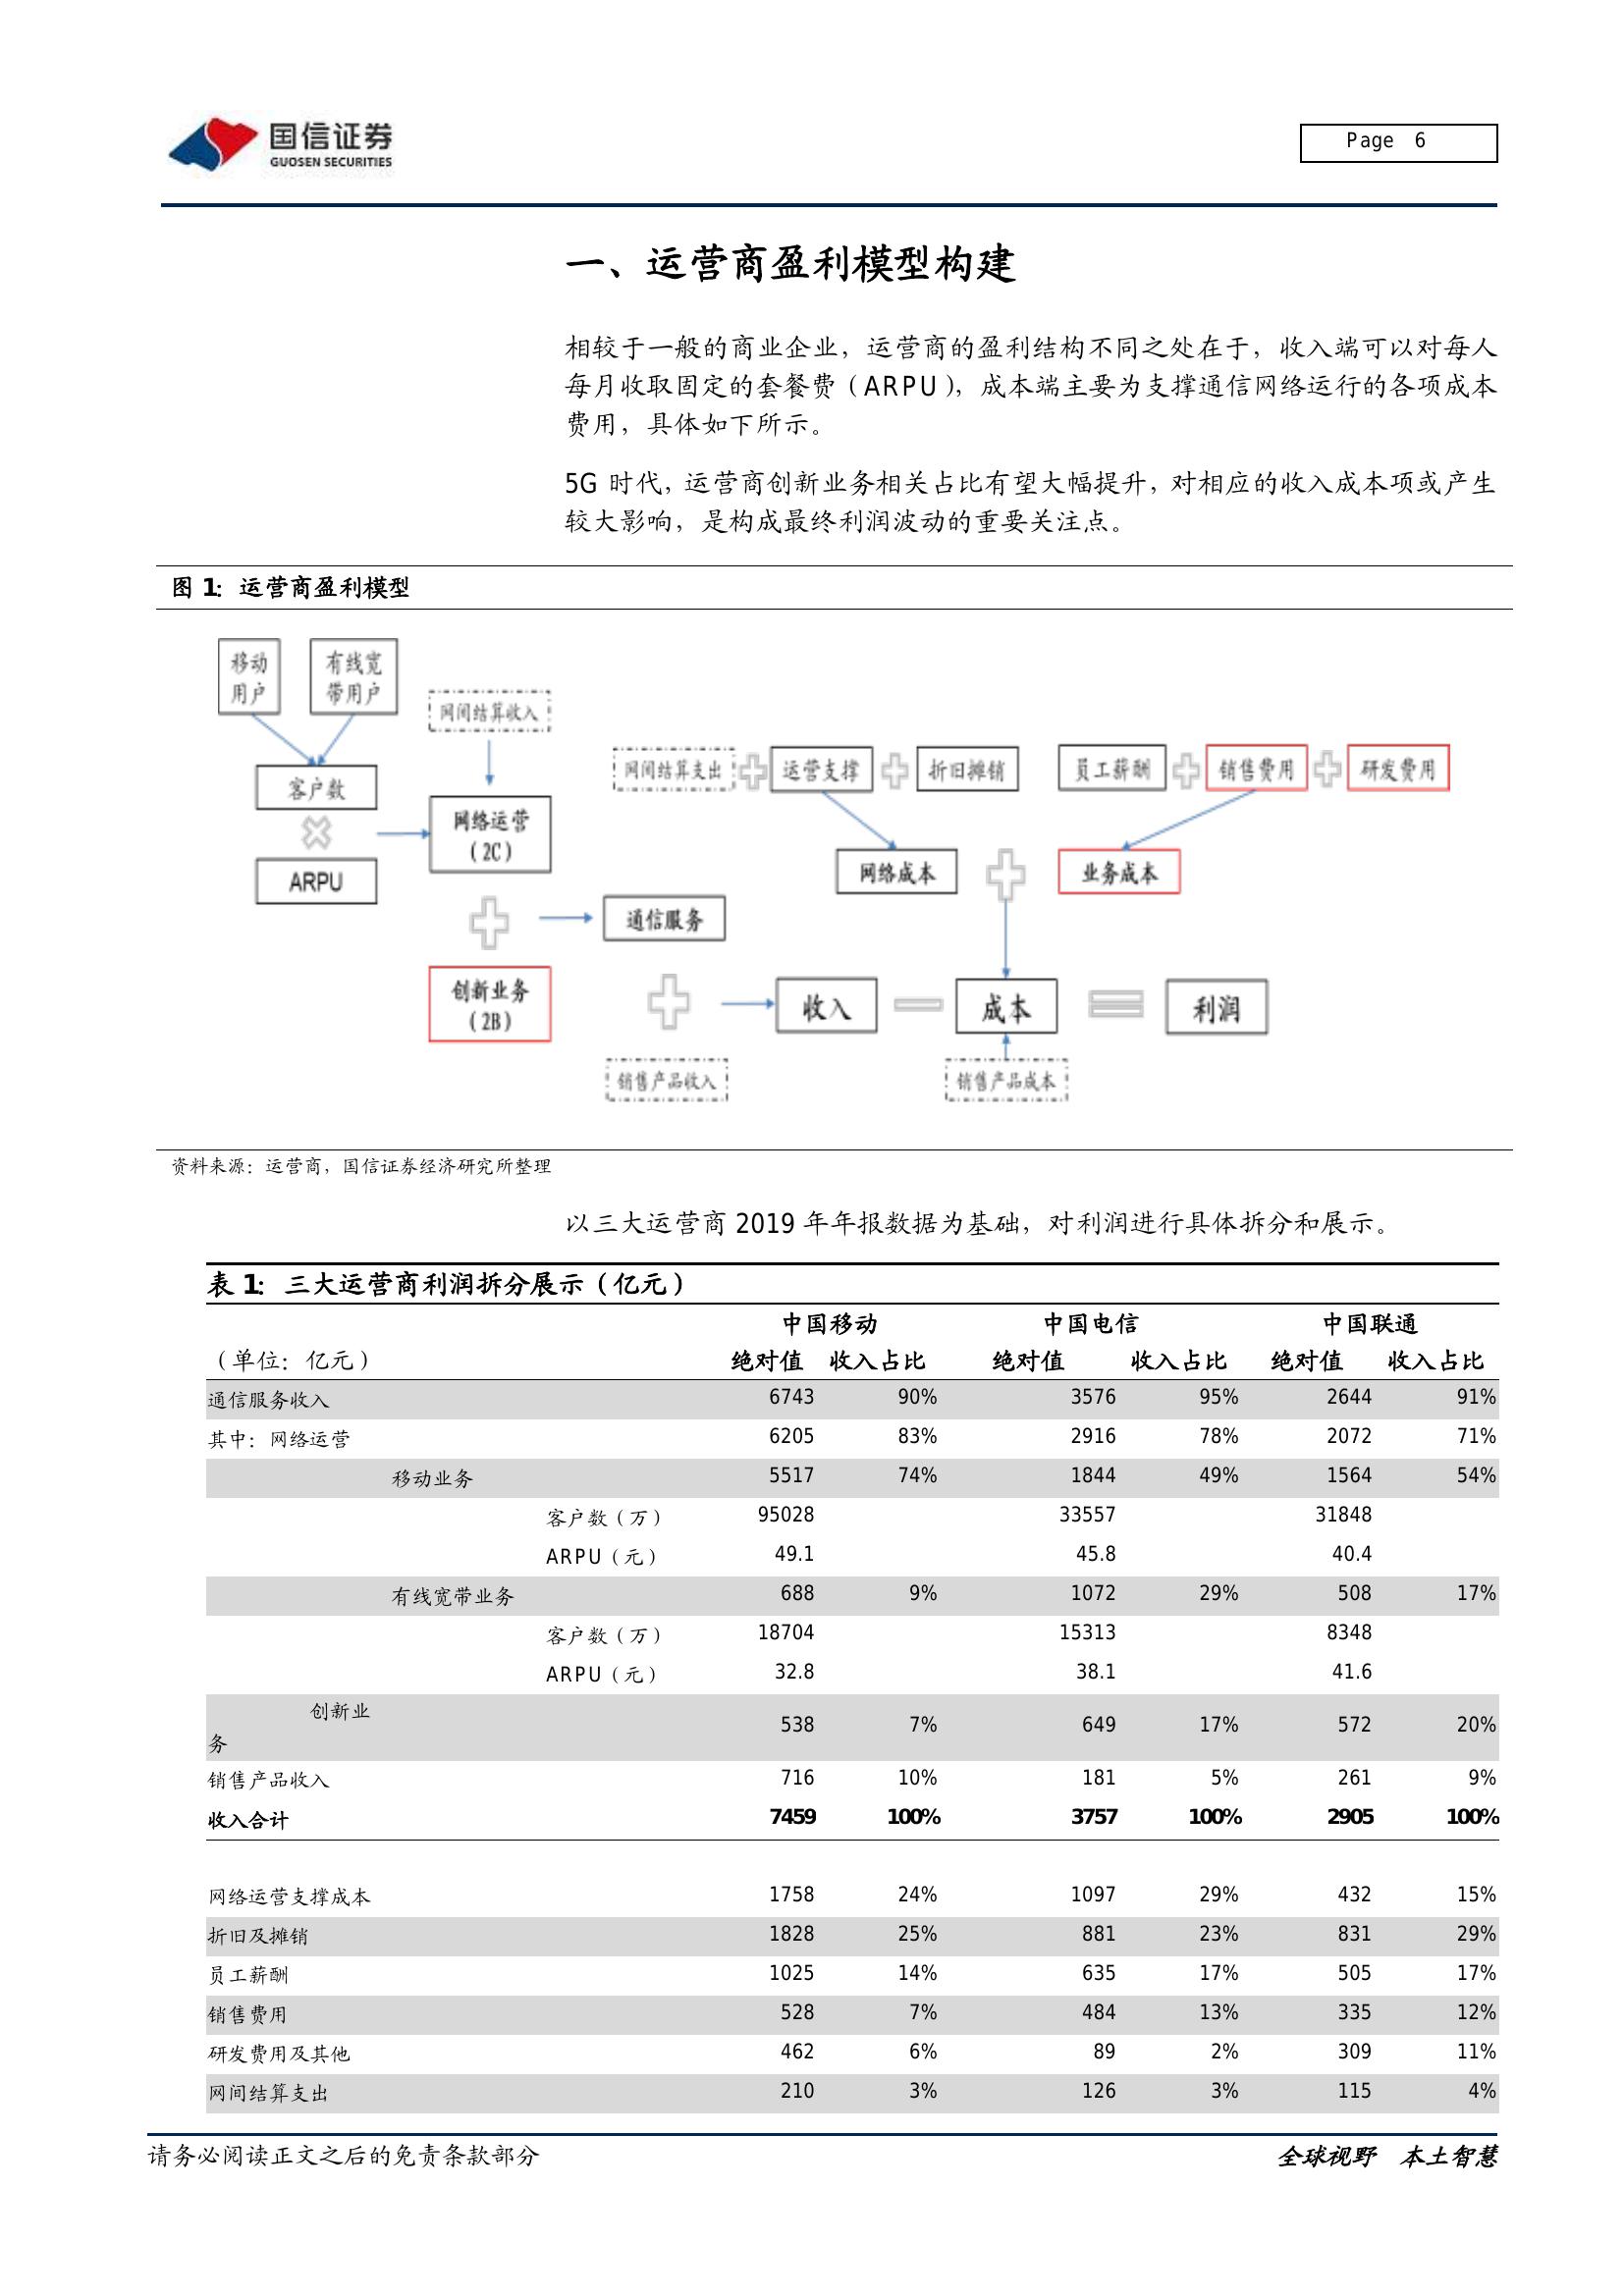 国信证券
GUOSEN SECURITIES
Page 6
一、运营商盈利模型构建
相较于一般的商业企业，运营商的盈利结构不同之处在于，收入端可以对每人
每月收取固定的套餐费（ARPU），成本端主要为支撑通信网络运行的各项成本
费用，具体如下所示。
5G 时代，运营商创新业务相关占比有望大幅提升，对相应的收入成本项或产生
较大影响，是构成最终利润波动的重要关注点。
图 1：运营商盈利模型
移动
用户
有线宽
带用户
网间结算收入
客户数
ARPU
网络运营
（2C）
创新业务
（2B）
通信服务
销售产品收入
网间结算支出
运营支撑
折旧摊销
员工薪酬
销售费用
研发费用
网络成本
业务成本
收入
成本
利润
销售产品成本
资料来源：运营商，国信证券经济研究所整理
以三大运营商 2019 年年报数据为基础，对利润进行具体拆分和展示。
表 1：三大运营商利润拆分展示（亿元）
中国移动 中国电信 中国联通
（单位：亿元） 绝对值 收入占比 绝对值 收入占比 绝对值 收入占比
通信服务收入 6743 90% 3576 95% 2644 91%
其中：网络运营 6205 83% 2916 78% 2072 71%
移动业务 5517 74% 1844 49% 1564 54%
客户数（万） 95028 33557 31848
ARPU（元） 49.1 45.8 40.4
有线宽带业务 688 9% 1072 29% 508 17%
客户数（万） 18704 15313 8348
ARPU（元） 32.8 38.1 41.6
创新业
务 538 7% 649 17% 572 20%
销售产品收入 716 10% 181 5% 261 9%
收入合计 7459 100% 3757 100% 2905 100%
网络运营支撑成本 1758 24% 1097 29% 432 15%
折旧及摊销 1828 25% 881 23% 831 29%
员工薪酬 1025 14% 635 17% 505 17%
销售费用 528 7% 484 13% 335 12%
研发费用及其他 462 6% 89 2% 309 11%
网间结算支出 210 3% 126 3% 115 4%
请务必阅读正文之后的免责条款部分
全球视野 本土智慧